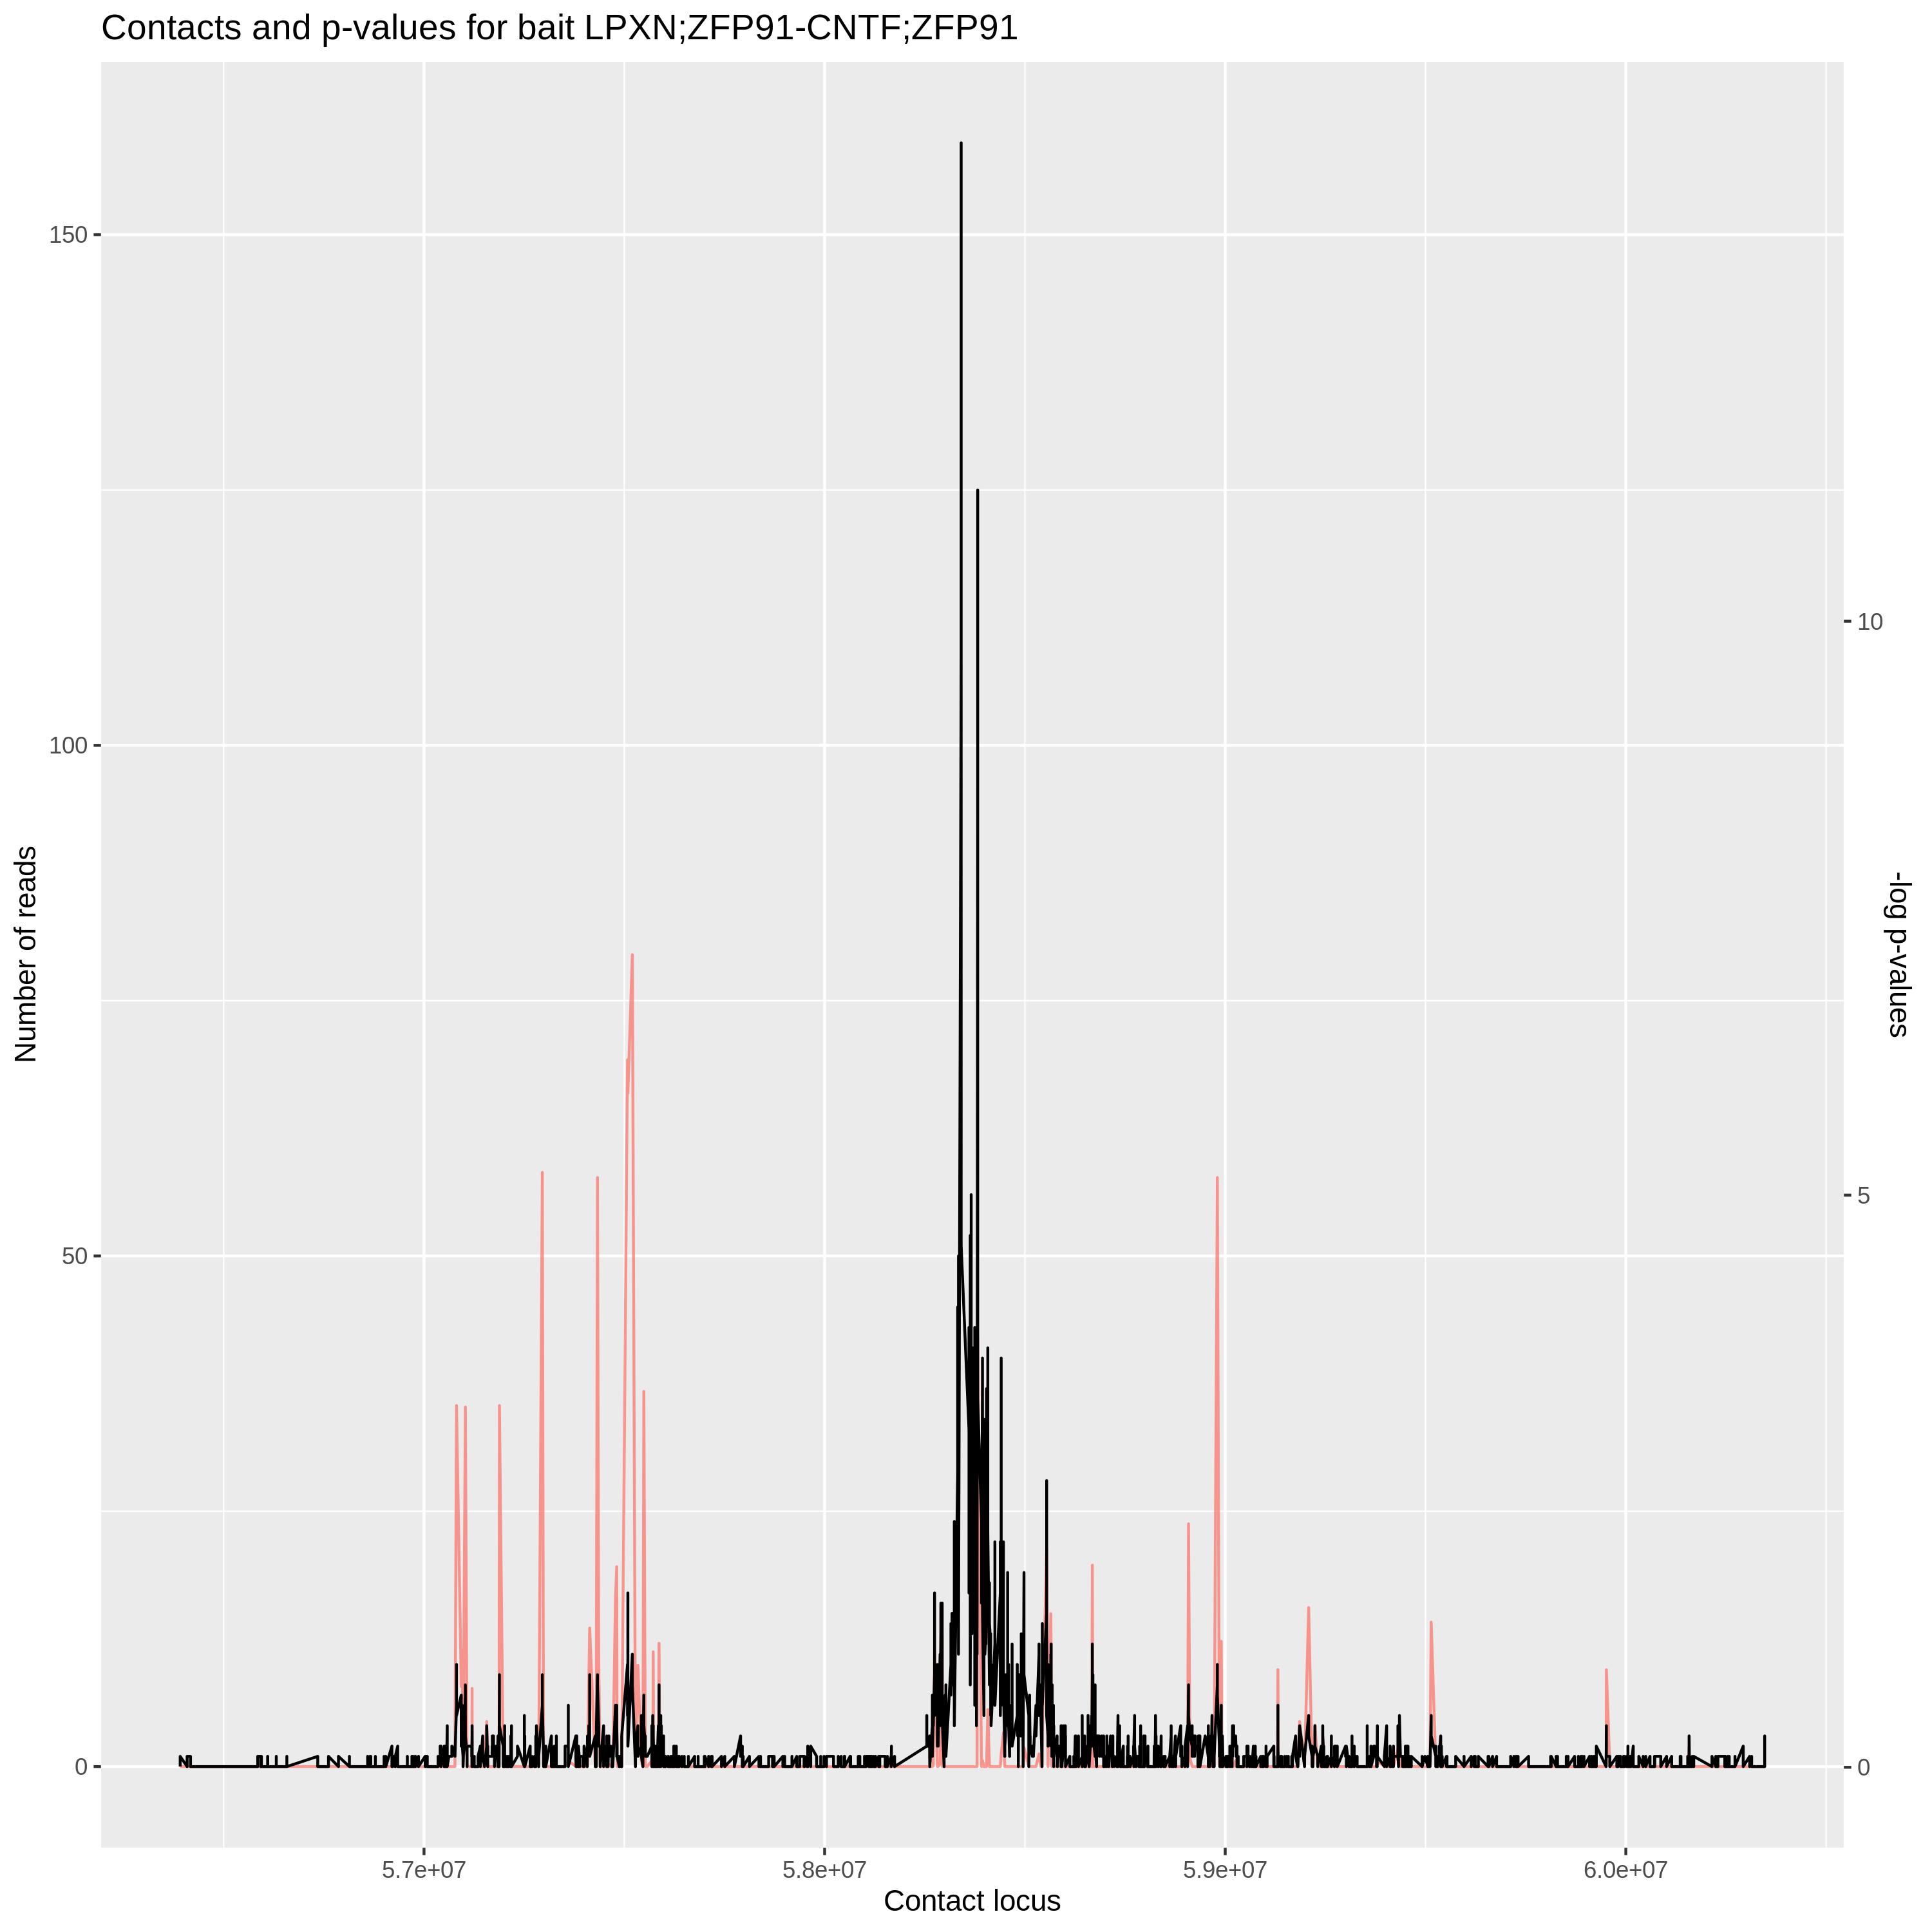 Contacts and p-values for bait LPXN;ZFP91-CNTF;ZFP91
150
100
50
0
Number of reads
10
5
0
-log p-values
5.7e+07 5.8e+07 5.9e+07 6.0e+07
Contact locus